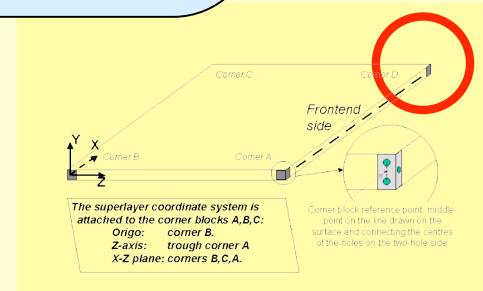 Corner C
Corner D
Frontend
side
Y
X
Corner B
Corner A
Z
The superlayer coordinate system is
attached to the corner blocks A,B,C:
Origo: corner B.
Z-axis: trough corner A
X-Z plane: corners B,C,A.
Corner block reference point: middle-
point on the line drawn on the
surface and connecting the centres
of the holes on the two-hole side